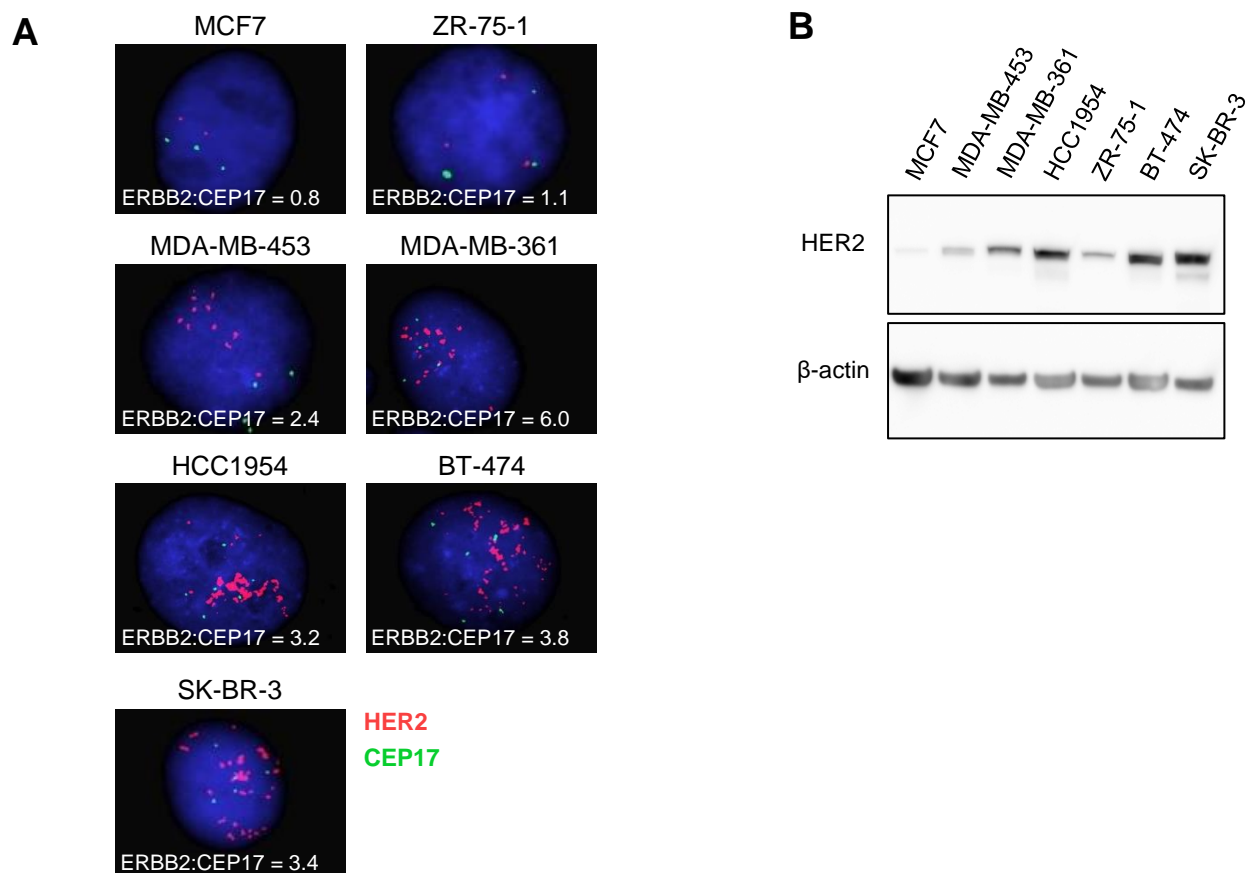 A
MCF7
ZR-75-1
ERBB2:CEP17 = 0.8
ERBB2:CEP17 = 1.1
MDA-MB-453
MDA-MB-361
ERBB2:CEP17 = 2.4
ERBB2:CEP17 = 6.0
HCC1954
BT-474
ERBB2:CEP17 = 3.2
ERBB2:CEP17 = 3.8
SK-BR-3
ERBB2:CEP17 = 3.4
HER2
CEP17
B
MCF7
MDA-MB-453
MDA-MB-361
HCC1954
ZR-75-1
BT-474
SK-BR-3
HER2
β-actin